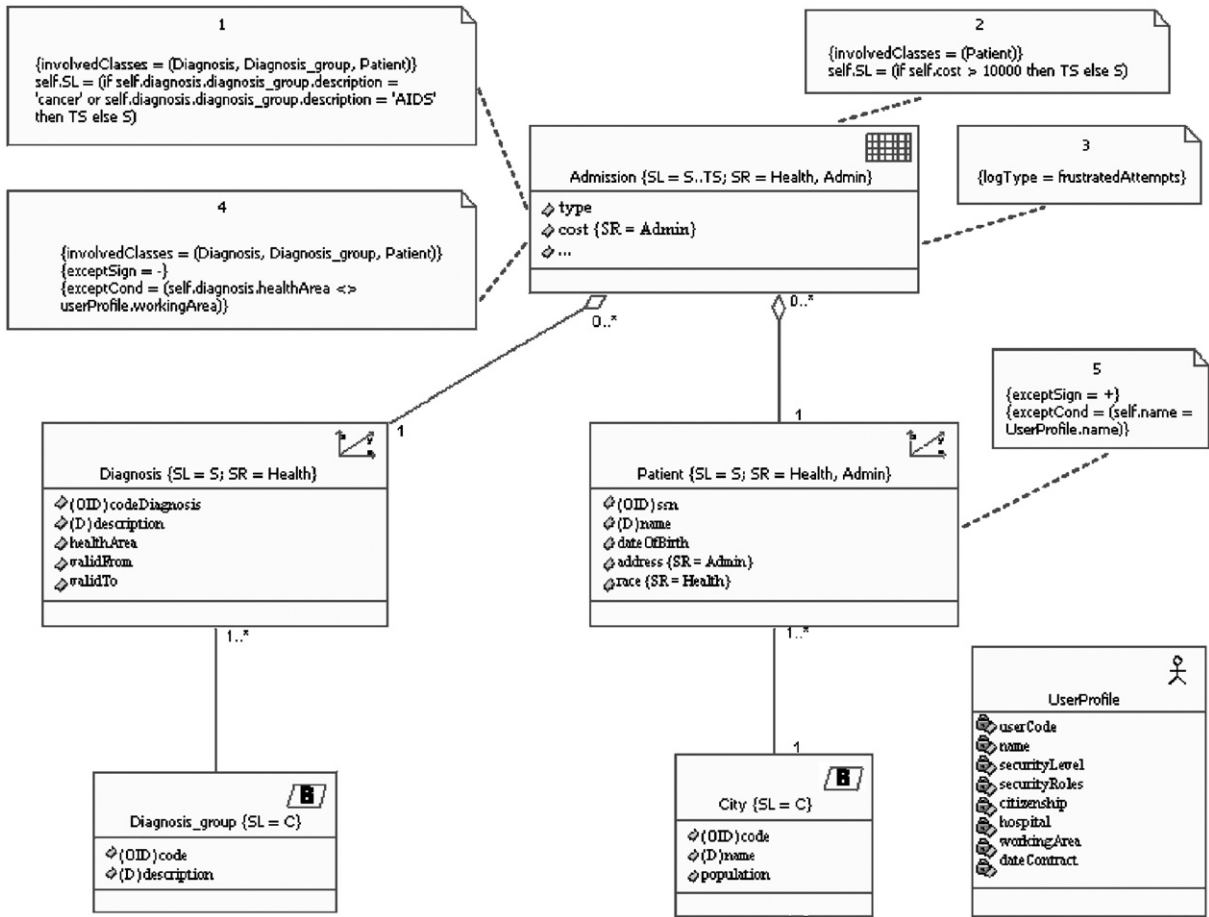 1
{involvedClasses = (Diagnosis, Diagnosis_group, Patient)}
self.SL = (if self.diagnosis.diagnosis_group.description =
'cancer' or self.diagnosis.diagnosis_group.description = 'AIDS'
then TS else S)
2
{involvedClasses = (Patient)}
self.SL = (if self.cost > 10000 then TS else S)
3
{logType = frustratedAttempts}
4
{involvedClasses = (Diagnosis, Diagnosis_group, Patient)}
{exceptSign = -}
{exceptCond = (self.diagnosis.healthArea <>
userProfile.workingArea)}
Admission {SL = S..TS; SR = Health, Admin}
type
cost {SR = Admin}
...
0..*
0..*
5
{exceptSign = +}
{exceptCond = (self.name =
UserProfile.name)}
1
1
Diagnosis {SL = S; SR = Health}
(OID)codeDiagnosis
(D)description
healthArea
validFrom
validTo
1..*
Patient {SL = S; SR = Health, Admin}
(OID)ssn
(D)name
dateOfBirth
address {SR = Admin}
race {SR = Health}
1..*
1
Diagnosis_group {SL = C}
(OID)code
(D)description
B
City {SL = C}
(OID)code
(D)name
population
B
UserProfile
userCode
name
securityLevel
securityRoles
citizenship
hospital
workingArea
dateContract